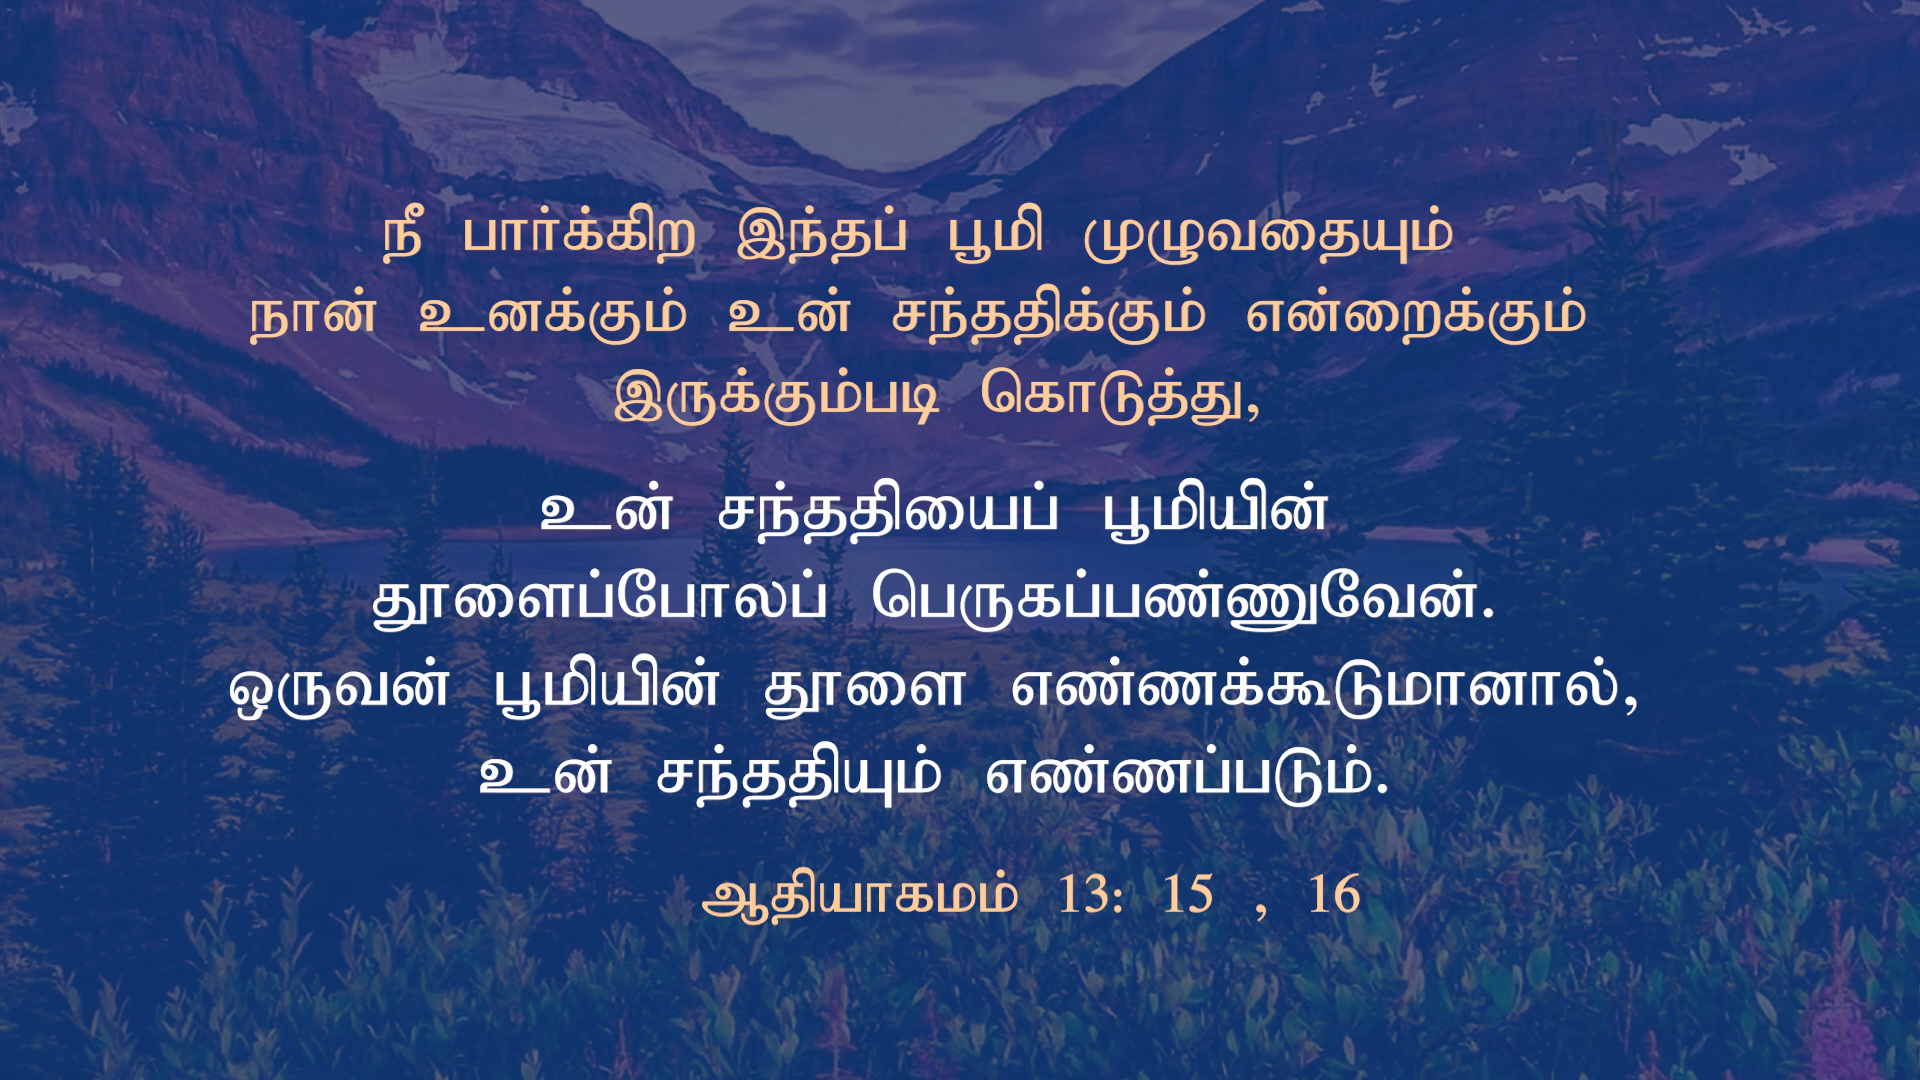 நீ பார்க்கிற இந்தப் பூமி முழுவதையும்
நான் உனக்கும் உன் சந்ததிக்கும் என்றைக்கும்
இருக்கும்படி கொடுத்து,
உன் சந்ததியைப் பூமியின்
தூளைப்போலப் பெருகப்பண்ணுவேன்.
ஒருவன் பூமியின் தூளை எண்ணக்கூடுமானால்,
உன் சந்ததியும் எண்ணப்படும்.
ஆதியாகமம் 13: 15 , 16